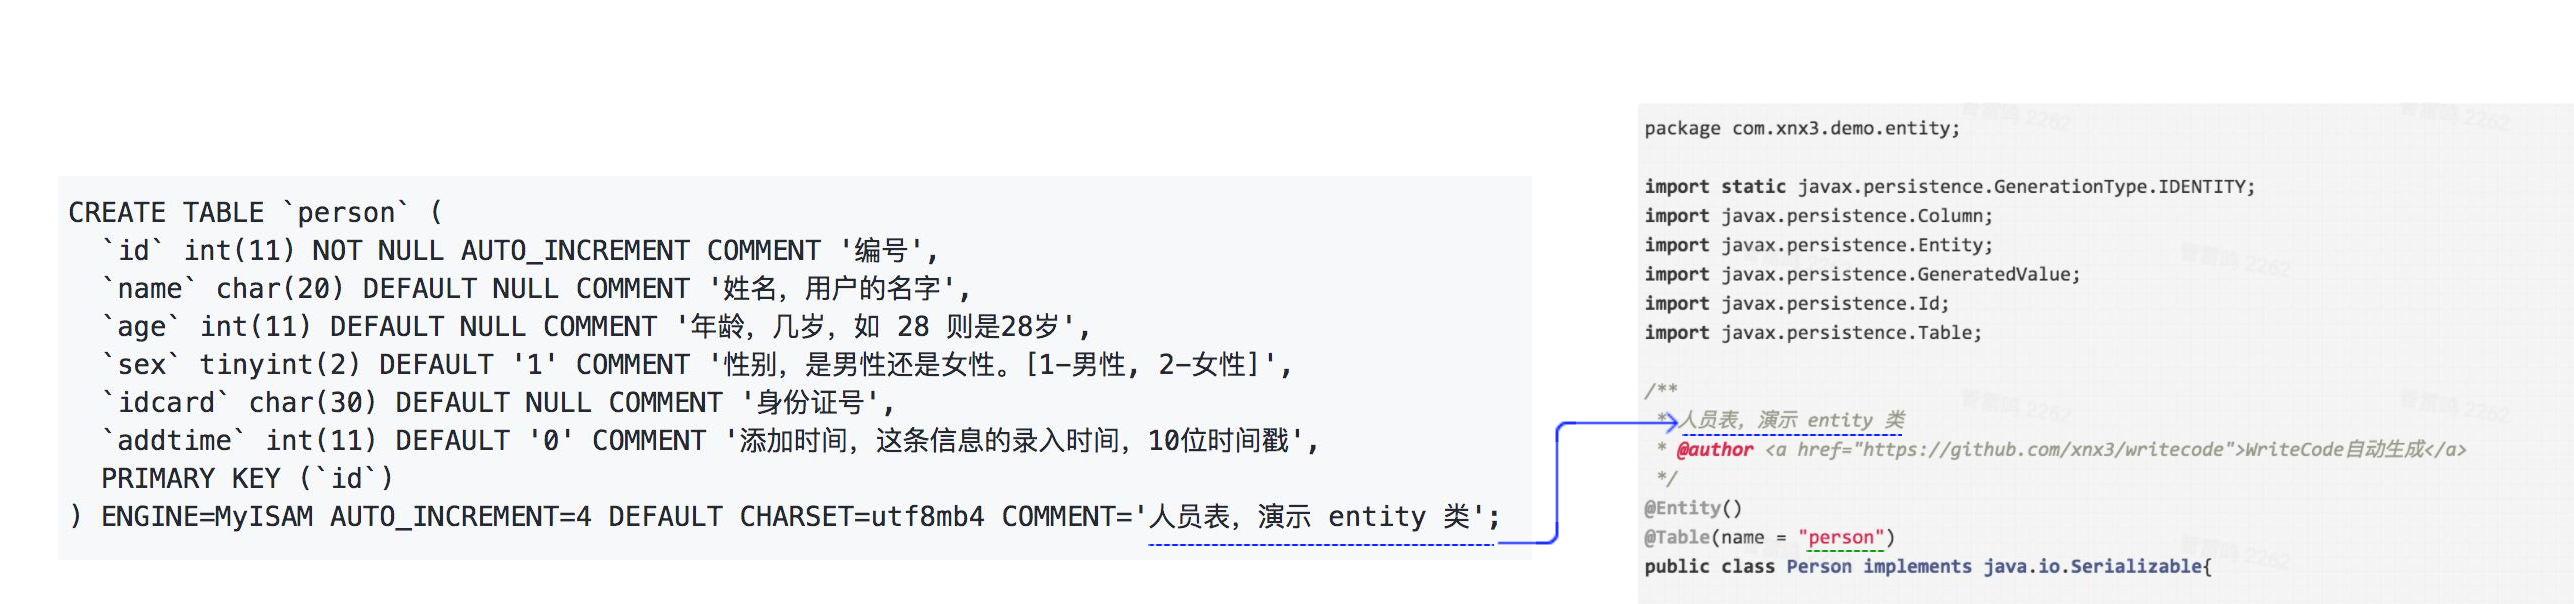 CREATE TABLE `person` (
`id` int(11) NOT NULL AUTO_INCREMENT COMMENT '编号',
`name` char(20) DEFAULT NULL COMMENT '姓名，用户的名字',
`age` int(11) DEFAULT NULL COMMENT '年龄，几岁，如 28 则是28岁',
`sex` tinyint(2) DEFAULT '1' COMMENT '性别，是男性还是女性。[1-男性, 2-女性]',
`idcard` char(30) DEFAULT NULL COMMENT '身份证号',
`addtime` int(11) DEFAULT '0' COMMENT '添加时间，这条信息的录入时间，10位时间戳',
PRIMARY KEY (`id`)
) ENGINE=MyISAM AUTO_INCREMENT=4 DEFAULT CHARSET=utf8mb4 COMMENT='人员表，演示 entity 类';
package com.xnx3.demo.entity;
import static javax.persistence.GenerationType.IDENTITY;
import javax.persistence.Column;
import javax.persistence.Entity;
import javax.persistence.GeneratedValue;
import javax.persistence.Id;
import javax.persistence.Table;
/**
* 人员表，演示 entity 类
* @author <a href="https://github.com/xnx3/writecode">WriteCode自动生成</a>
*/
@Entity()
@Table(name = "person")
public class Person implements java.io.Serializable{